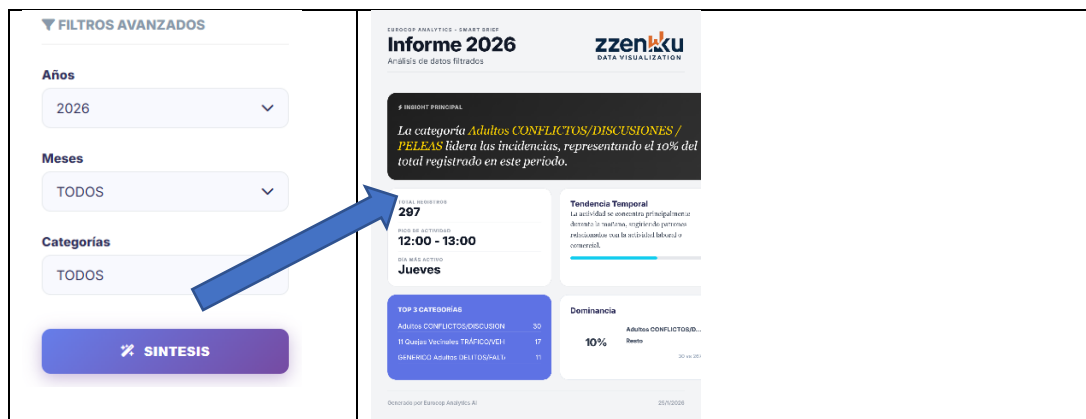 FILTROS AVANZADOS
Años
2026
Meses
TODOS
Categorías
TODOS
SINTESIS
EUROCOP ANALYTICS - SMART BRIEF
Informe 2026
Análisis de datos filtrados
zzenkku
DATA VISUALIZATION
INSIGHT PRINCIPAL
La categoría Adultos CONFLICTOS/DISCUSIONES /
PELEAS lidera las incidencias, representando el 10% del
total registrado en este periodo.
TOTAL REGISTROS
297
PICO DE ACTIVIDAD
12:00 - 13:00
DÍA MÁS ACTIVO
Jueves
Tendencia Temporal
La actividad se concentra principalmente
durante la mañana, sugiriendo patrones
relacionados con la actividad laboral o
comercial.
TOP 3 CATEGORÍAS
Adultos CONFLICTOS/DISCUSION 30
11 Quejas Vecinales TRÁFICO/VEH 17
GENERICO Adultos DELITOS/FALT 11
Dominancia
10%
Adultos CONFLICTOS/D...
Resto
30 vs 26
Generado por Eurocop Analytics AI
25/1/2026